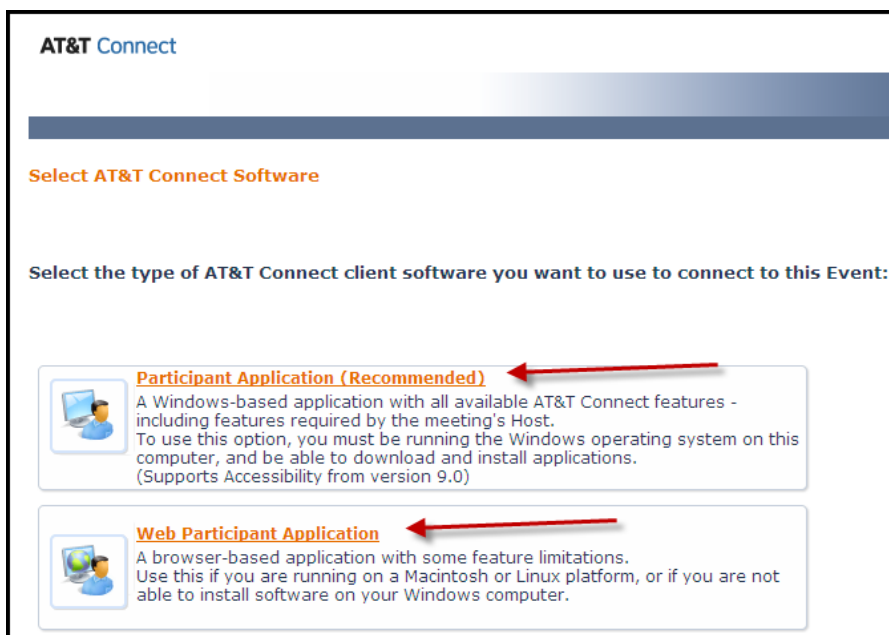 AT&T Connect
Select AT&T Connect Software
Select the type of AT&T Connect client software you want to use to connect to this Event:
Participant Application (Recommended)
A Windows-based application with all available AT&T Connect features -
including features required by the meeting's Host.
To use this option, you must be running the Windows operating system on this
computer, and be able to download and install applications.
(Supports Accessibility from version 9.0)
Web Participant Application
A browser-based application with some feature limitations.
Use this if you are running on a Macintosh or Linux platform, or if you are not
able to install software on your Windows computer.